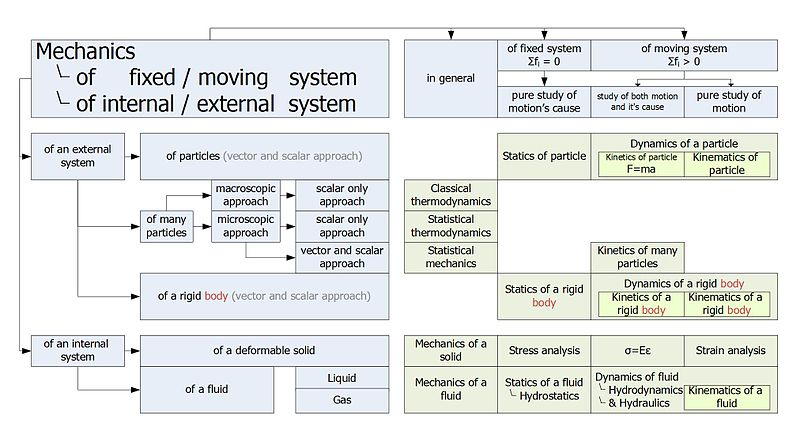 Mechanics
of fixed / moving system
of internal / external system
in general
of fixed system
Σfᵢ = 0
of moving system
Σfᵢ > 0
pure study of
motion's cause
study of both motion
and it's cause
pure study of
motion
of an external
system
of particles (vector and scalar approach)
Statics of particle
Dynamics of a particle
Kinetics of particle
F=ma
Kinematics of
particle
of many
particles
macroscopic
approach
scalar only
approach
Classical
thermodynamics
microscopic
approach
scalar only
approach
Statistical
thermodynamics
vector and scalar
approach
Statistical
mechanics
Kinetics of many
particles
of a rigid body (vector and scalar approach)
Statics of a rigid
body
Dynamics of a rigid body
Kinetics of a
rigid body
Kinematics of a
rigid body
of an internal
system
of a deformable solid
Mechanics of a
solid
Stress analysis
σ=Eε
Strain analysis
of a fluid
Liquid
Gas
Mechanics of a
fluid
Statics of a fluid
Hydrostatics
Dynamics of fluid
Hydrodynamics
& Hydraulics
Kinematics of a
fluid